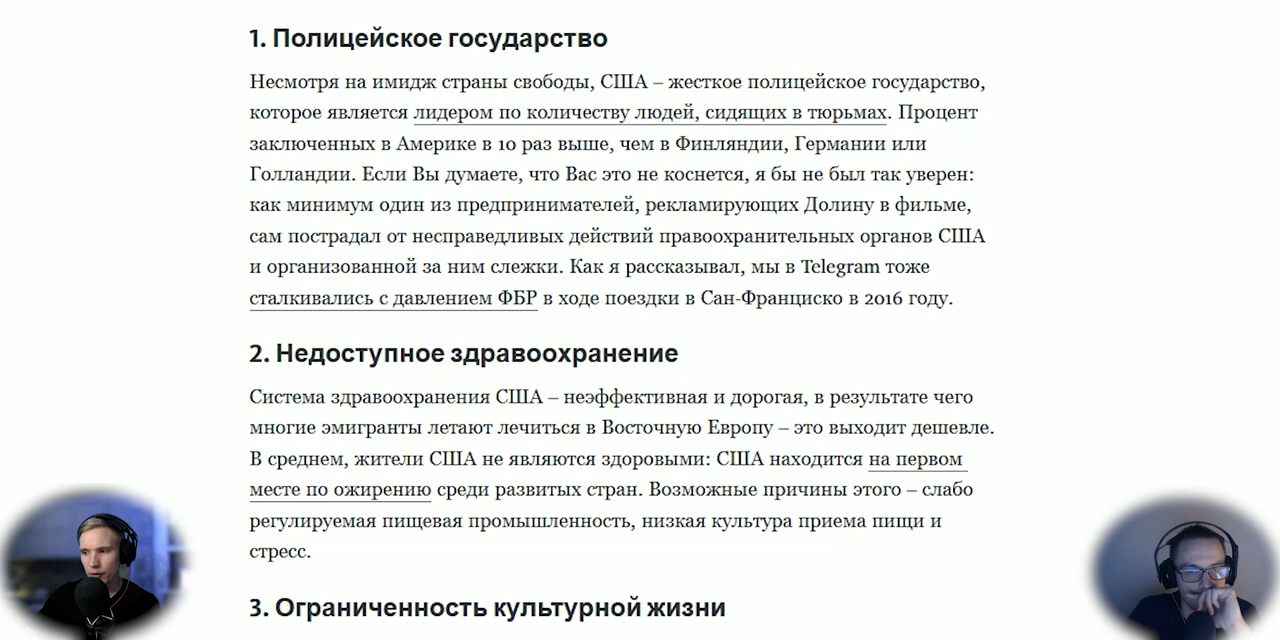 1. Полицейское государство
Несмотря на имидж страны свободы, США – жесткое полицейское государство,
которое является лидером по количеству людей, сидящих в тюрьмах. Процент
заключенных в Америке в 10 раз выше, чем в Финляндии, Германии или
Голландии. Если Вы думаете, что Вас это не коснется, я бы не был так уверен:
как минимум один из предпринимателей, рекламирующих Долину в фильме,
сам пострадал от несправедливых действий правоохранительных органов США
и организованной за ним слежки. Как я рассказывал, мы в Telegram тоже
сталкивались с давлением ФБР в ходе поездки в Сан-Франциско в 2016 году.
2. Недоступное здравоохранение
Система здравоохранения США – неэффективная и дорогая, в результате чего
многие эмигранты летают лечиться в Восточную Европу – это выходит дешевле.
В среднем, жители США не являются здоровыми: США находится на первом
месте по ожирению среди развитых стран. Возможные причины этого – слабо
регулируемая пищевая промышленность, низкая культура приема пищи и
стресс.
3. Ограниченность культурной жизни